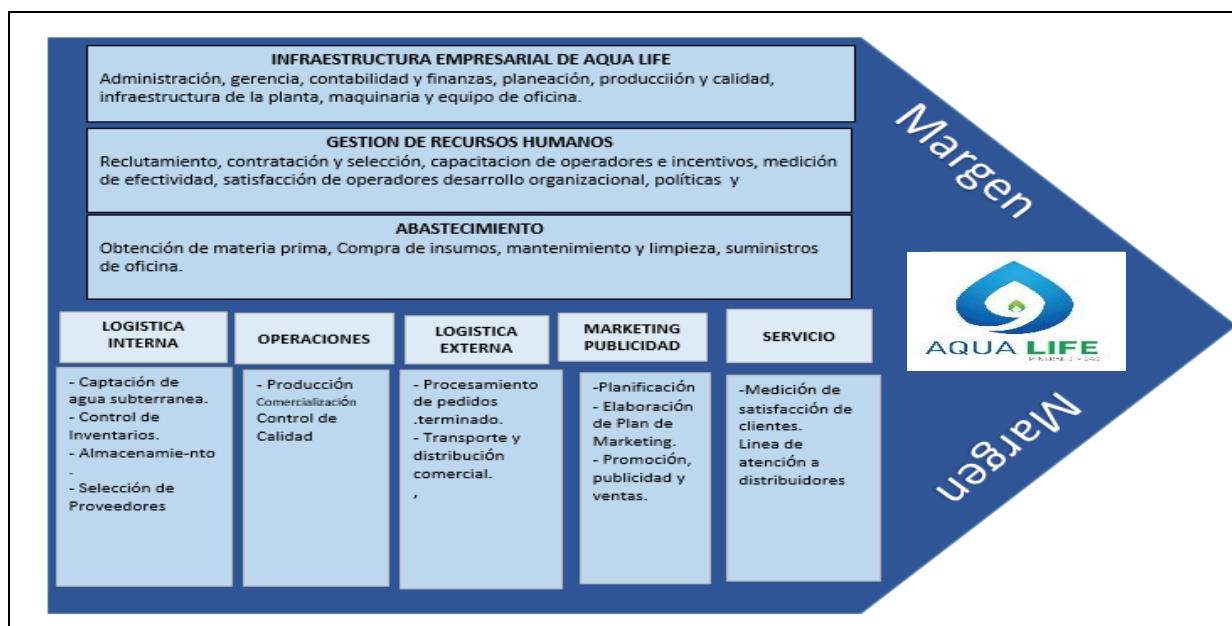 INFRAESTRUCTURA EMPRESARIAL DE AQUA LIFE
Administración, gerencia, contabilidad y finanzas, planeación, producciión y calidad,
infraestructura de la planta, maquinaria y equipo de oficina.
GESTION DE RECURSOS HUMANOS
Reclutamiento, contratación y selección, capacitacion de operadores e incentivos, medición
de efectividad, satisfacción de operadores desarrollo organizacional, políticas y
ABASTECIMIENTO
Obtención de materia prima, Compra de insumos, mantenimiento y limpieza, suministros
de oficina.
LOGISTICA
INTERNA
- Captación de
agua subterranea.
- Control de
Inventarios.
- Almacenamie-nto
.
- Selección de
Proveedores
OPERACIONES
- Producción
Comercialización
Control de
Calidad
LOGISTICA
EXTERNA
- Procesamiento
de pedidos
.terminado.
- Transporte y
distribución
comercial.
,
MARKETING
PUBLICIDAD
-Planificación
- Elaboración
de Plan de
Marketing.
- Promoción,
publicidad y
ventas.
SERVICIO
-Medición de
satisfacción de
clientes.
Linea de
atención a
distribuidores
Margen
AQUA LIFE
Margen